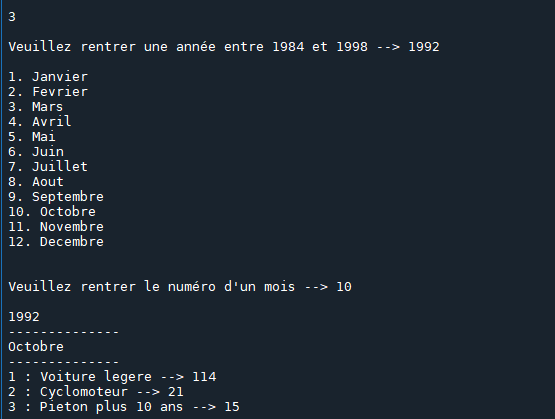 3
Veuillez rentrer une année entre 1984 et 1998 --> 1992
1. Janvier
2. Fevrier
3. Mars
4. Avril
5. Mai
6. Juin
7. Juillet
8. Aout
9. Septembre
10. Octobre
11. Novembre
12. Decembre
Veuillez rentrer le numéro d'un mois --> 10
1992
--------------
Octobre
--------------
1 : Voiture legere --> 114
2 : Cyclomoteur --> 21
3 : Pieton plus 10 ans --> 15